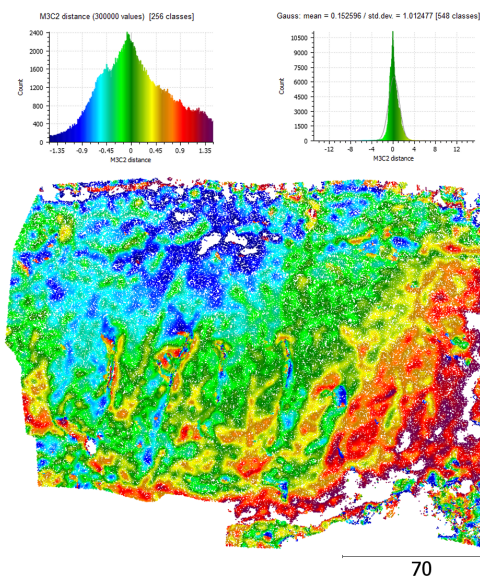 M3C2 distance (300000 values) [256 classes]
2400
2000
1600
1200
800
400
0
Count
-1.35 -0.9 -0.45 0 0.45 0.9 1.35
M3C2 distance
Gauss: mean = 0.152596 / std.dev. = 1.012477 [548 classes]
10500
9000
7500
6000
4500
3000
1500
0
Count
-12 -8 -4 0 4 8 12
M3C2 distance
70